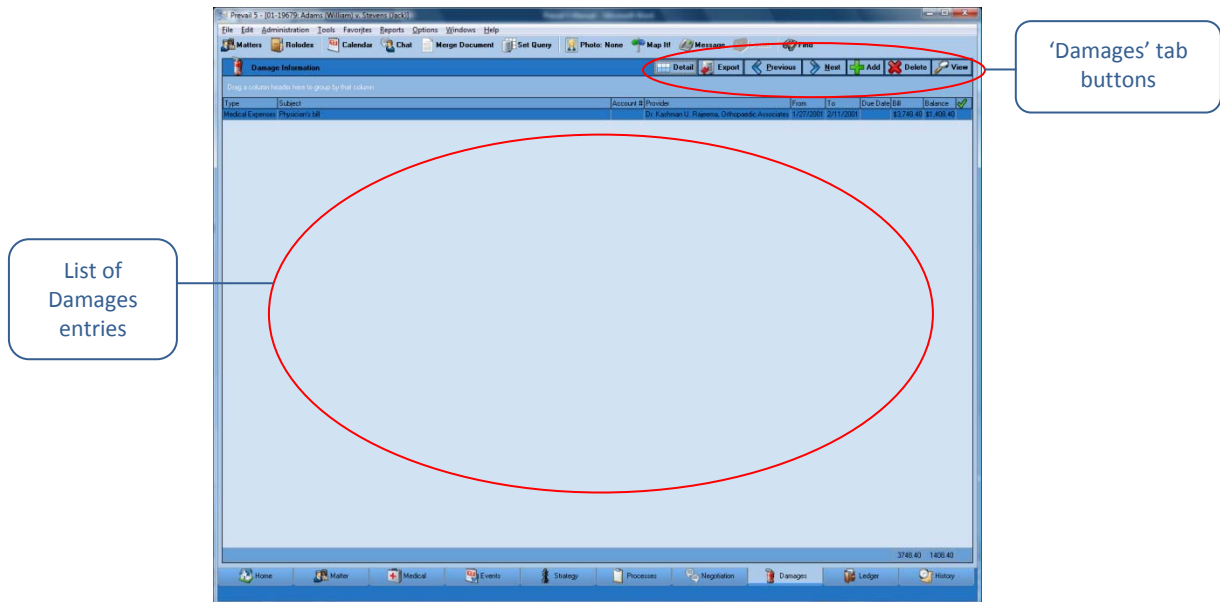 Prevail 5 - [01-19679: Adams (William) v. Stevens (Jack)]
File Edit Administration Tools Favorites Reports Options Windows Help
Matters Rolodex Calendar Chat Merge Document Set Query Photo: None Map It! Message Find
Damage Information Detail Export Previous Next Add Delete View
'Damages' tab
buttons
Drag a column header here to group by that column
Type Subject Account # Provider From To Due Date Bill Balance
Medical Expenses Physician's bill Dr. Kashman U. Rajeena, Orthopaedic Associates 1/27/2001 2/11/2001 $3,748.40 $1,408.40
List of
Damages
entries
3748.40 1408.40
Home Matter Medical Events Strategy Processes Negotiation Damages Ledger History